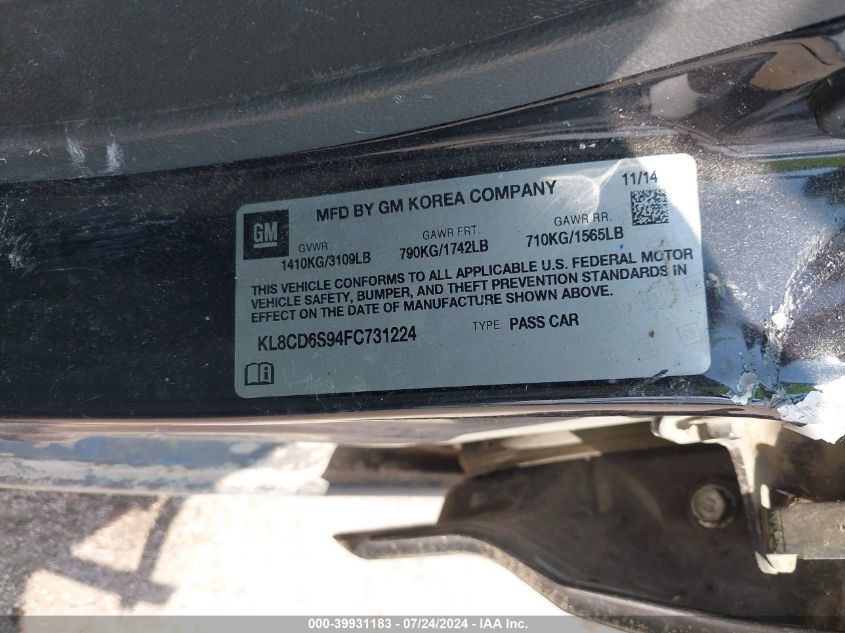 11/14
GM
MFD BY GM KOREA COMPANY
GVWR GAWR FRT. GAWR RR.
1410KG/3109LB 790KG/1742LB 710KG/1565LB
THIS VEHICLE CONFORMS TO ALL APPLICABLE U.S. FEDERAL MOTOR
VEHICLE SAFETY, BUMPER, AND THEFT PREVENTION STANDARDS IN
EFFECT ON THE DATE OF MANUFACTURE SHOWN ABOVE.
KL8CD6S94FC731224 TYPE PASS CAR
000-39931183 - 07/24/2024 - IAA Inc.